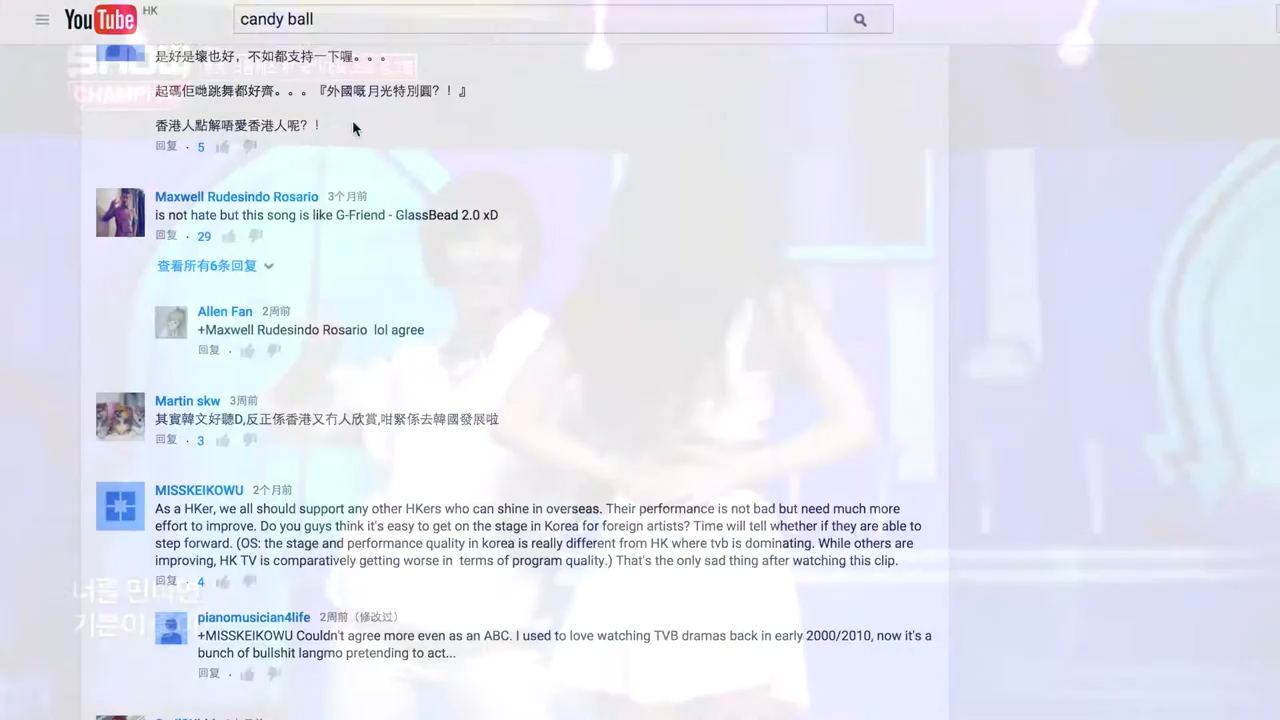 YouTube HK
candy ball
是好是壞也好，不如都支持一下喔。。。
起碼佢哋跳舞都好齊。。。『外國嘅月光特別圓？！』
CHAMPION
香港人點解唔愛香港人呢？！
回复 · 5
Maxwell Rudesindo Rosario 3个月前
is not hate but this song is like G-Friend - GlassBead 2.0 xD
回复 · 29
查看所有6条回复
Allen Fan 2周前
+Maxwell Rudesindo Rosario lol agree
回复 ·
Martin skw 3周前
其實韓文好聽D,反正係香港又冇人欣賞,咁緊係去韓國發展啦
回复 · 3
MISSKEIKOWU 2个月前
As a HKer, we all should support any other HKers who can shine in overseas. Their performance is not bad but need much more
effort to improve. Do you guys think it's easy to get on the stage in Korea for foreign artists? Time will tell whether if they are able to
step forward. (OS: the stage and performance quality in korea is really different from HK where tvb is dominating. While others are
improving, HK TV is comparatively getting worse in terms of program quality.) That's the only sad thing after watching this clip.
回复 · 4
pianomusician4life 2周前（修改过）
+MISSKEIKOWU Couldn't agree more even as an ABC. I used to love watching TVB dramas back in early 2000/2010, now it's a
bunch of bullshit langmo pretending to act...
回复 ·